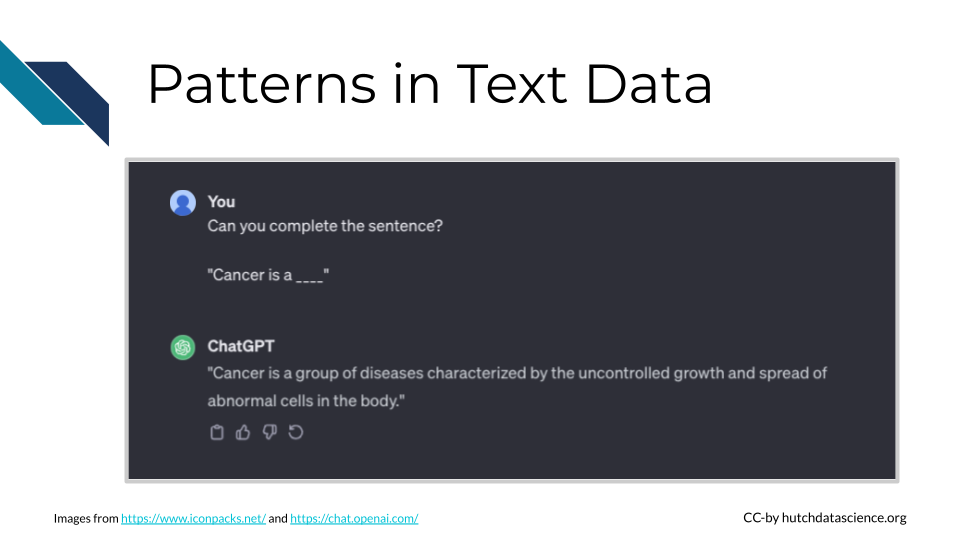 Patterns in Text Data
You
Can you complete the sentence?
"Cancer is a ____"
ChatGPT
"Cancer is a group of diseases characterized by the uncontrolled growth and spread of
abnormal cells in the body."
Images from https://www.iconpacks.net/ and https://chat.openai.com/
CC-by hutchdatascience.org